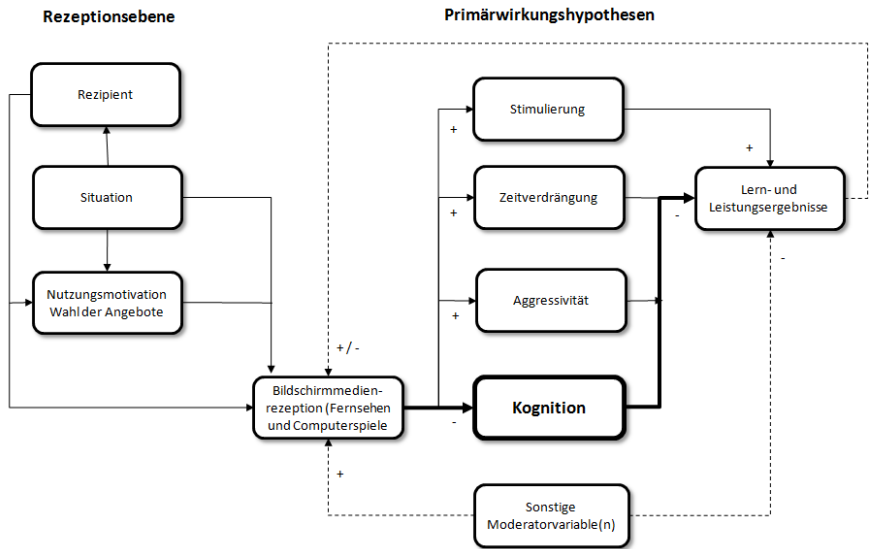 Rezeptionsebene
Primärwirkungshypothesen
Rezipient
Situation
Nutzungsmotivation
Wahl der Angebote
Bildschirmmedien-
rezeption (Fernsehen
und Computerspiele
Stimulierung
+
+
Zeitverdrängung
+
Lern- und
Leistungsergebnisse
-
Aggressivität
+
-
+ / -
Kognition
-
+
Sonstige
Moderatorvariable(n)